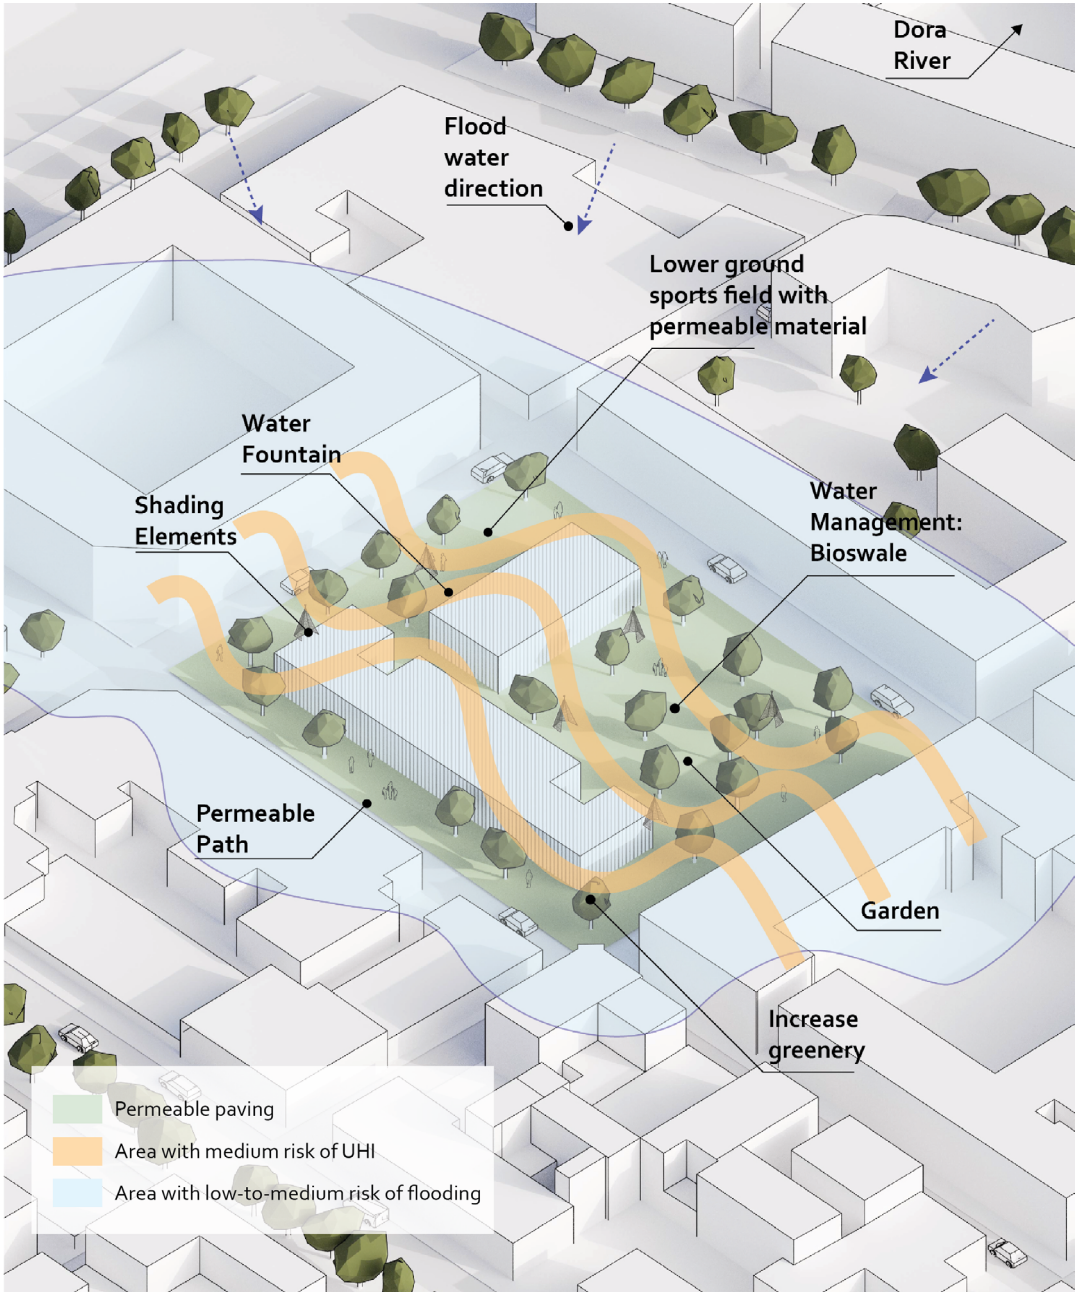 Dora
River
Flood
water
direction
Lower ground
sports field with
permeable material
Water
Fountain
Shading
Elements
Water
Management:
Bioswale
Permeable
Path
Garden
Increase
greenery
Permeable paving
Area with medium risk of UHI
Area with low-to-medium risk of flooding